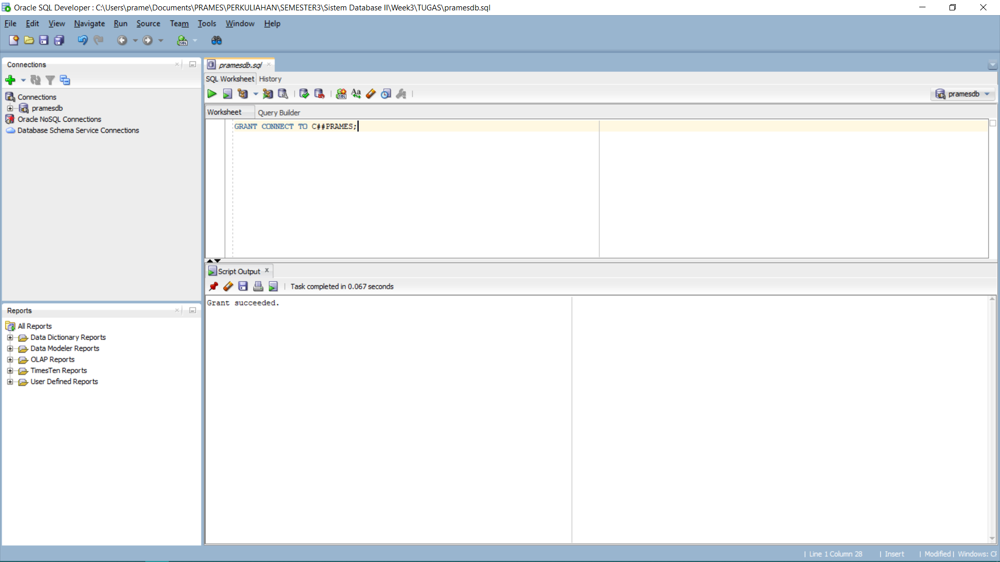 Oracle SQL Developer : C:\Users\prame\Documents\PRAMES\PERKULIAHAN\SEMESTER3\Sistem Database II\Week3\TUGAS\pramesdb.sql
File Edit View Navigate Run Source Team Tools Window Help
Connections
Connections
pramesdb
Oracle NoSQL Connections
Database Schema Service Connections
Reports
All Reports
Data Dictionary Reports
Data Modeler Reports
OLAP Reports
TimesTen Reports
User Defined Reports
pramesdb.sql
SQL Worksheet History
pramesdb
Worksheet Query Builder
GRANT CONNECT TO C##PRAMES;
Script Output
Task completed in 0.067 seconds
Grant succeeded.
Line 1 Column 28 Insert Modified Windows: